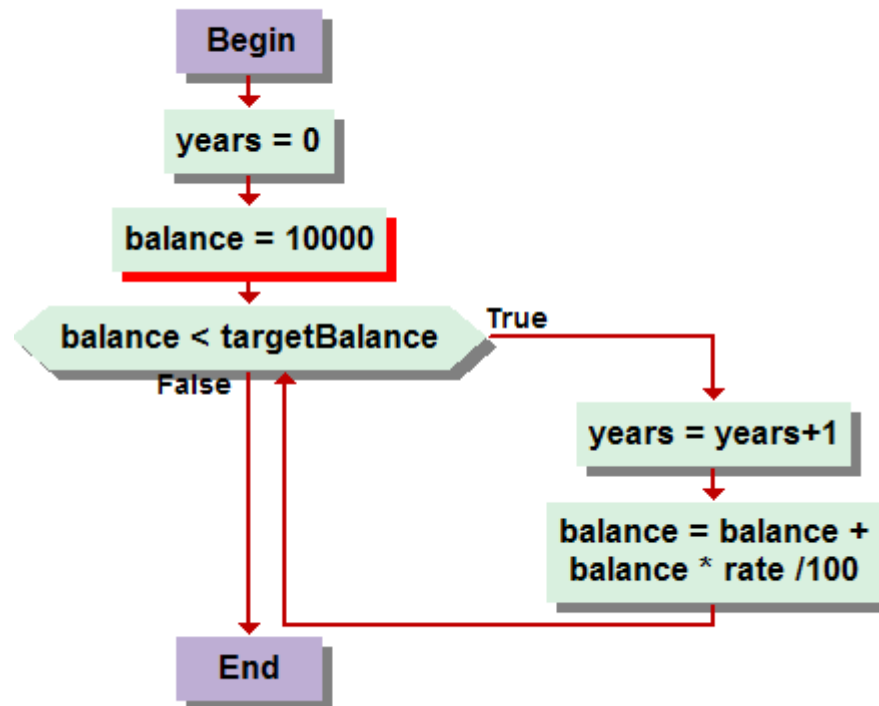 Begin
years = 0
balance = 10000
balance < targetBalance
True
False
years = years+1
balance = balance +
balance * rate /100
End